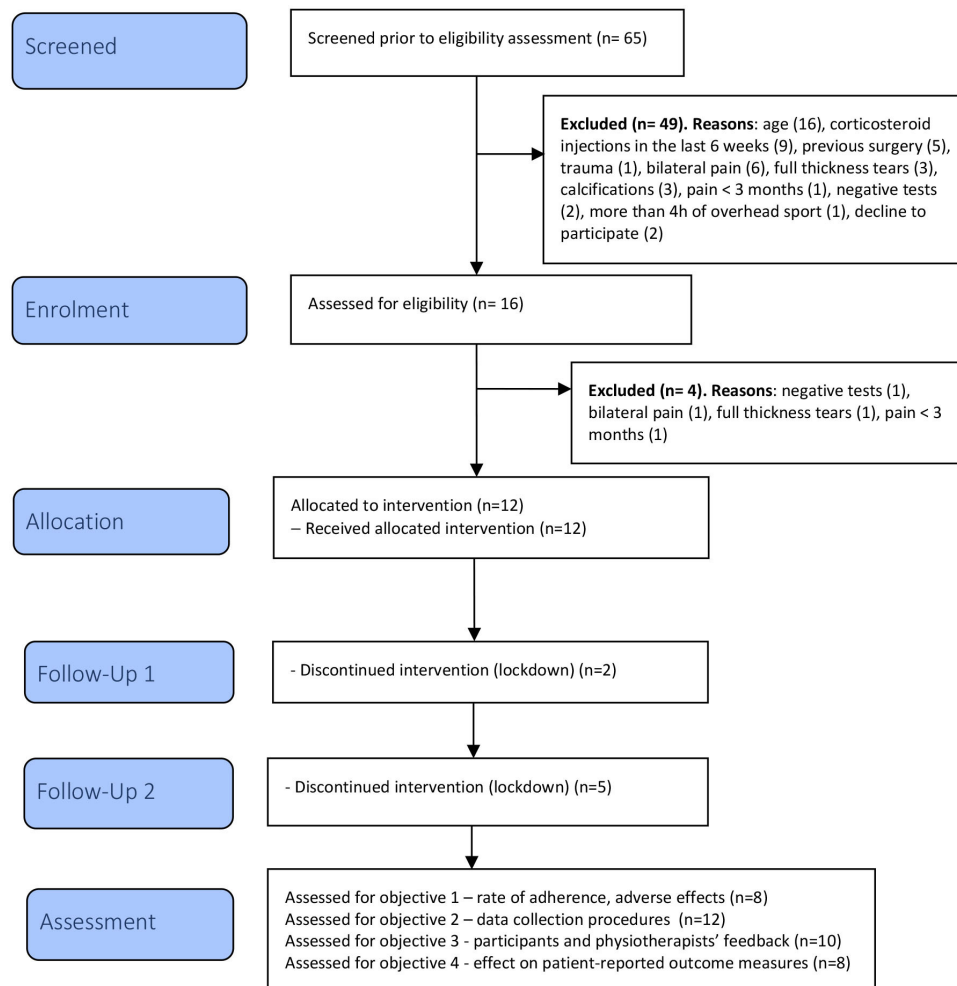 Screened
Screened prior to eligibility assessment (n= 65)
Excluded (n= 49). Reasons: age (16), corticosteroid
injections in the last 6 weeks (9), previous surgery (5),
trauma (1), bilateral pain (6), full thickness tears (3),
calcifications (3), pain < 3 months (1), negative tests
(2), more than 4h of overhead sport (1), decline to
participate (2)
Enrolment
Assessed for eligibility (n= 16)
Excluded (n= 4). Reasons: negative tests (1),
bilateral pain (1), full thickness tears (1), pain < 3
months (1)
Allocation
Allocated to intervention (n=12)
– Received allocated intervention (n=12)
Follow-Up 1
- Discontinued intervention (lockdown) (n=2)
Follow-Up 2
- Discontinued intervention (lockdown) (n=5)
Assessment
Assessed for objective 1 – rate of adherence, adverse effects (n=8)
Assessed for objective 2 – data collection procedures (n=12)
Assessed for objective 3 - participants and physiotherapists’ feedback (n=10)
Assessed for objective 4 - effect on patient-reported outcome measures (n=8)